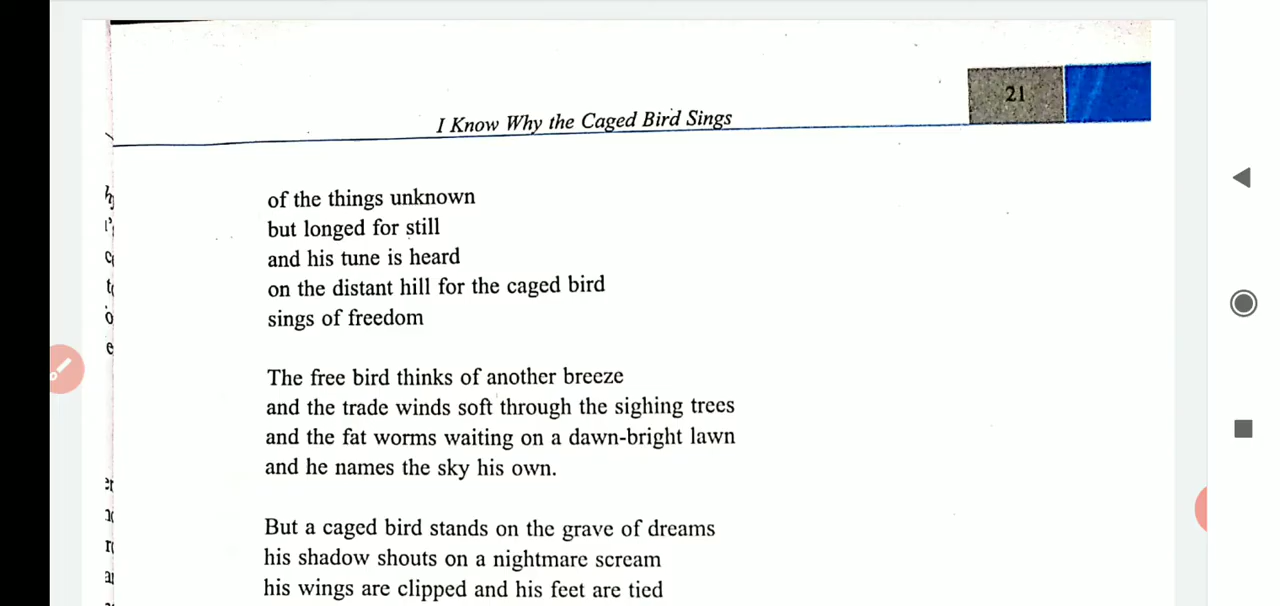 21
I Know Why the Caged Bird Sings
of the things unknown
but longed for still
and his tune is heard
on the distant hill for the caged bird
sings of freedom
The free bird thinks of another breeze
and the trade winds soft through the sighing trees
and the fat worms waiting on a dawn-bright lawn
and he names the sky his own.
But a caged bird stands on the grave of dreams
his shadow shouts on a nightmare scream
his wings are clipped and his feet are tied